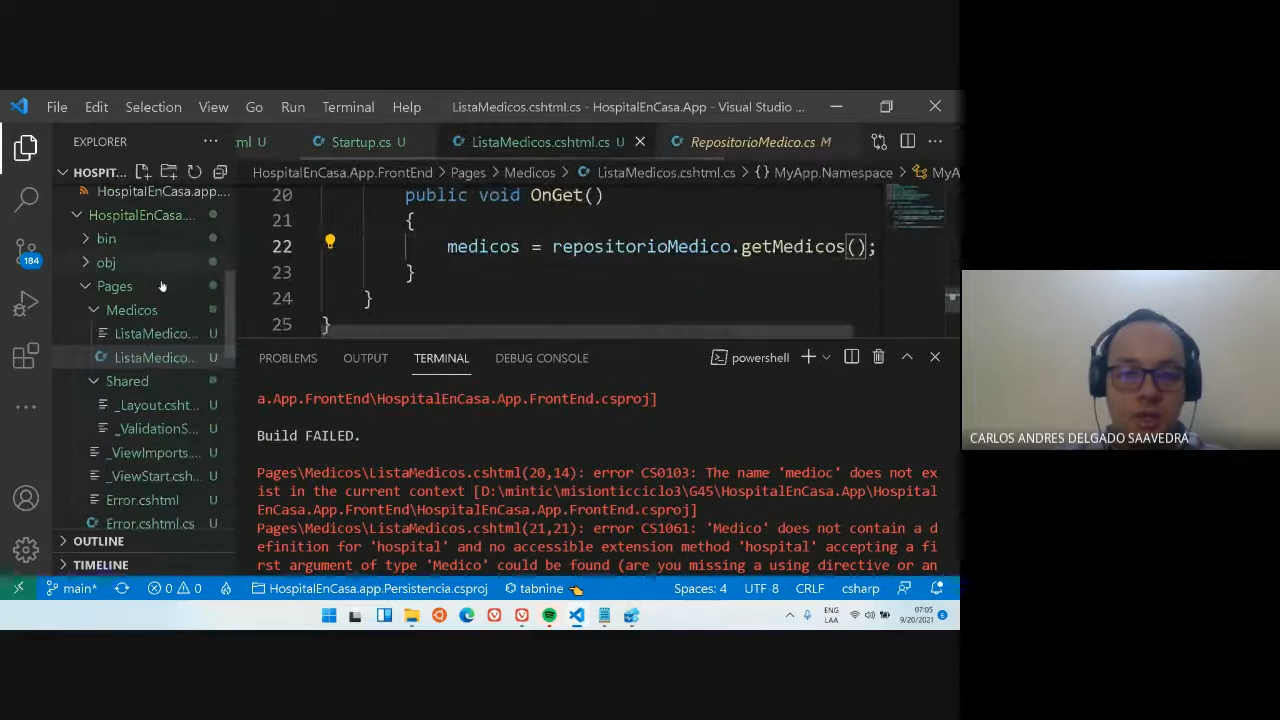 File Edit Selection View Go Run Terminal Help ListaMedicos.cshtml.cs - HospitalEnCasa.App - Visual Studio ...
EXPLORER
ml U
Startup.cs U
ListaMedicos.cshtml.cs U
RepositorioMedico.cs M
HOSPIT...
HospitalEnCasa.App.FrontEnd > Pages > Medicos > ListaMedicos.cshtml.cs > {} MyApp.Namespace > MyA
HospitalEnCasa.app....
HospitalEnCasa....
bin
obj
Pages
Medicos
ListaMedico... U
ListaMedico... U
Shared
_Layout.csht... U
_ValidationS... U
_ViewImports.... U
_ViewStart.csh... U
Error.cshtml U
Error.cshtml.cs U
OUTLINE
TIMELINE
20 public void OnGet()
21 {
22 medicos = repositorioMedico.getMedicos();
23 }
24 }
25 }
PROBLEMS OUTPUT TERMINAL DEBUG CONSOLE
powershell
a.App.FrontEnd\HospitalEnCasa.App.FrontEnd.csproj]
Build FAILED.
Pages\Medicos\ListaMedicos.cshtml(20,14): error CS0103: The name 'medioc' does not ex
ist in the current context [D:\mintic\misionticciclo3\G45\HospitalEnCasa.App\Hospital
EnCasa.App.FrontEnd\HospitalEnCasa.App.FrontEnd.csproj]
Pages\Medicos\ListaMedicos.cshtml(21,21): error CS1061: 'Medico' does not contain a d
efinition for 'hospital' and no accessible extension method 'hospital' accepting a fi
rst argument of type 'Medico' could be found (are you missing a using directive or an
184
main* 0 0 HospitalEnCasa.app.Persistencia.csproj tabnine Spaces: 4 UTF-8 CRLF csharp
ENG
LAA
07:05
9/20/2021
6
CARLOS ANDRES DELGADO SAAVEDRA